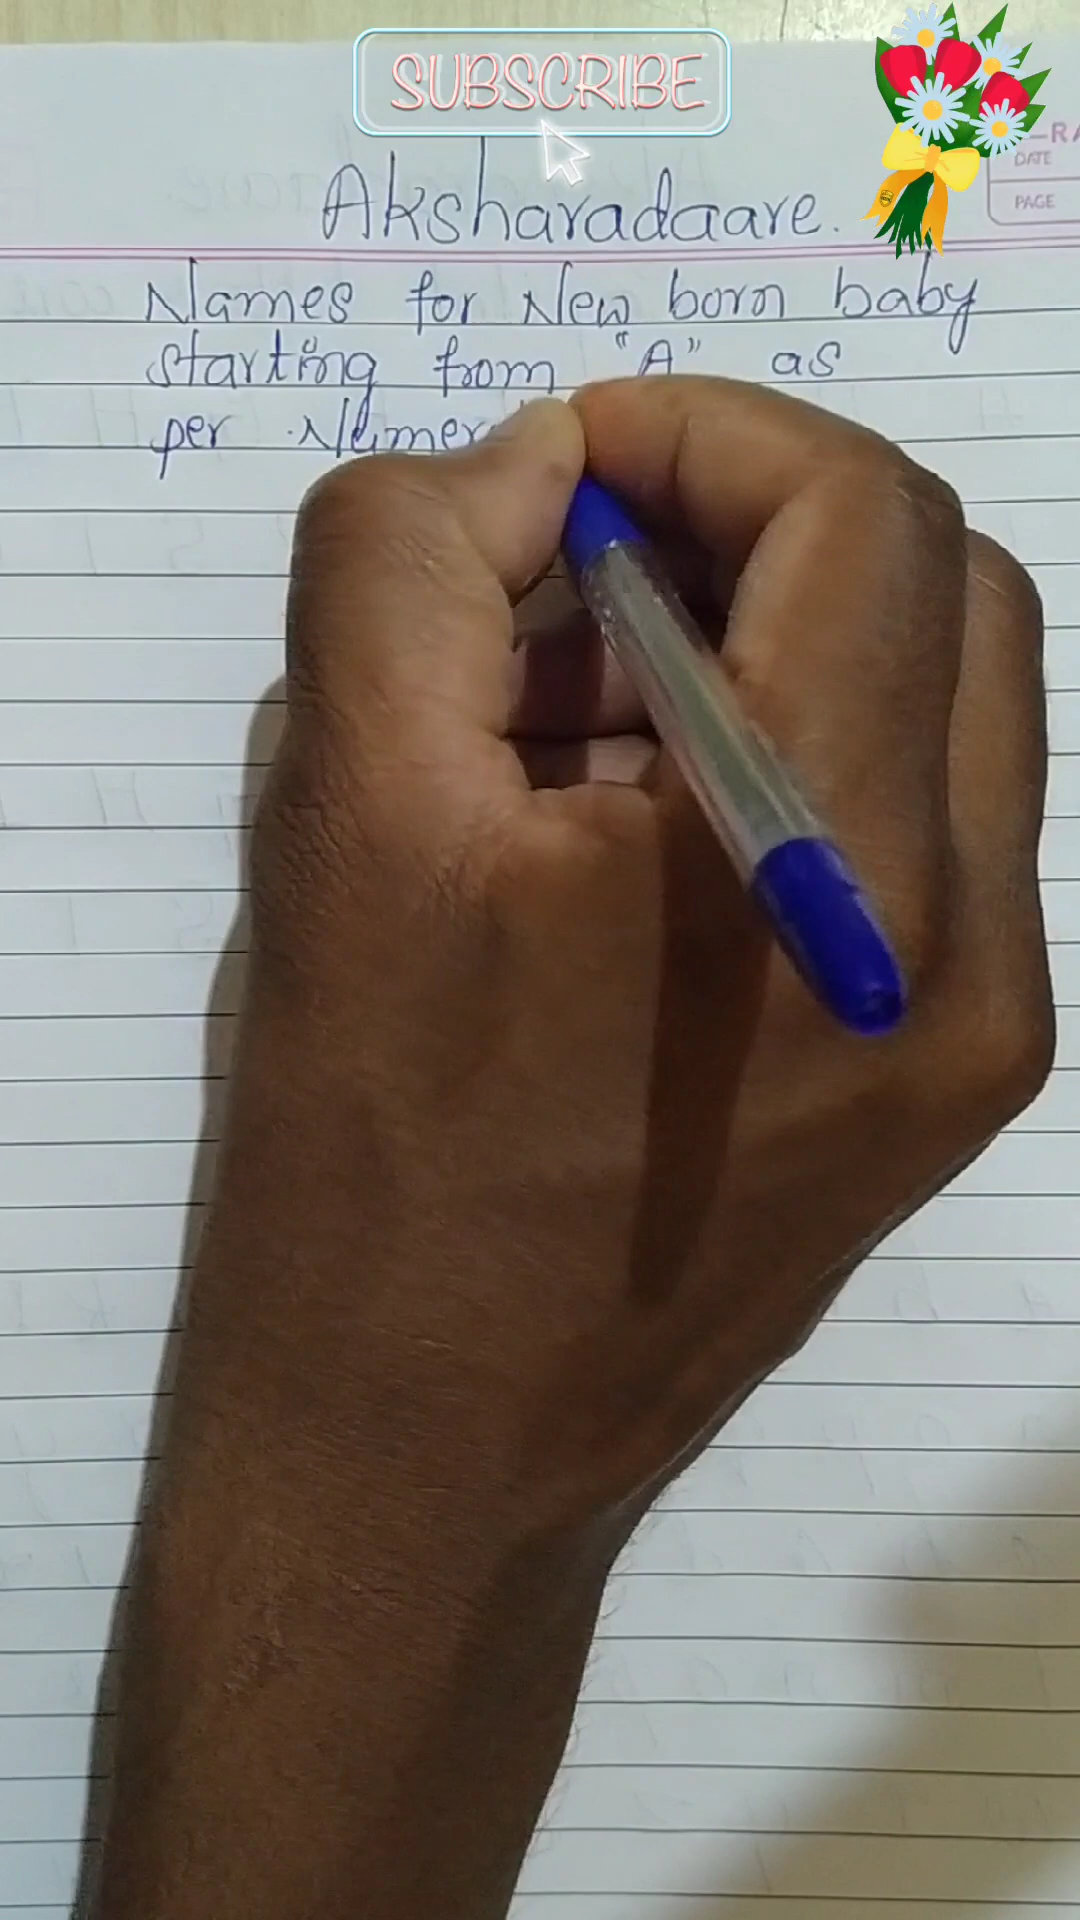 SUBSCRIBE
DATE
PAGE
Aksharadaare.
Names for New born baby
starting from "A" as
per